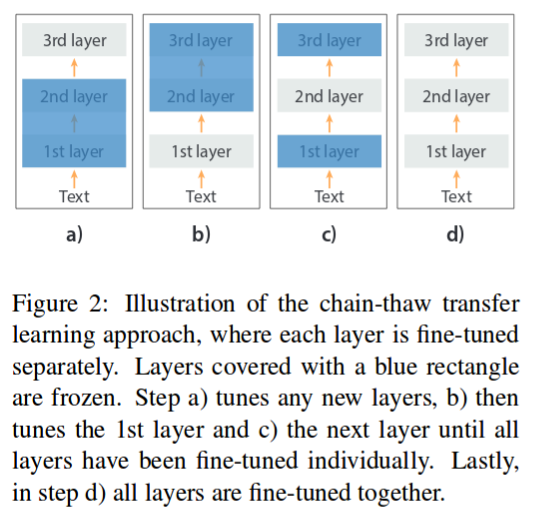 3rd layer 3rd layer 3rd layer 3rd layer
2nd layer 2nd layer 2nd layer 2nd layer
1st layer 1st layer 1st layer 1st layer
Text Text Text Text
a) b) c) d)
Figure 2: Illustration of the chain-thaw transfer
learning approach, where each layer is fine-tuned
separately. Layers covered with a blue rectangle
are frozen. Step a) tunes any new layers, b) then
tunes the 1st layer and c) the next layer until all
layers have been fine-tuned individually. Lastly,
in step d) all layers are fine-tuned together.